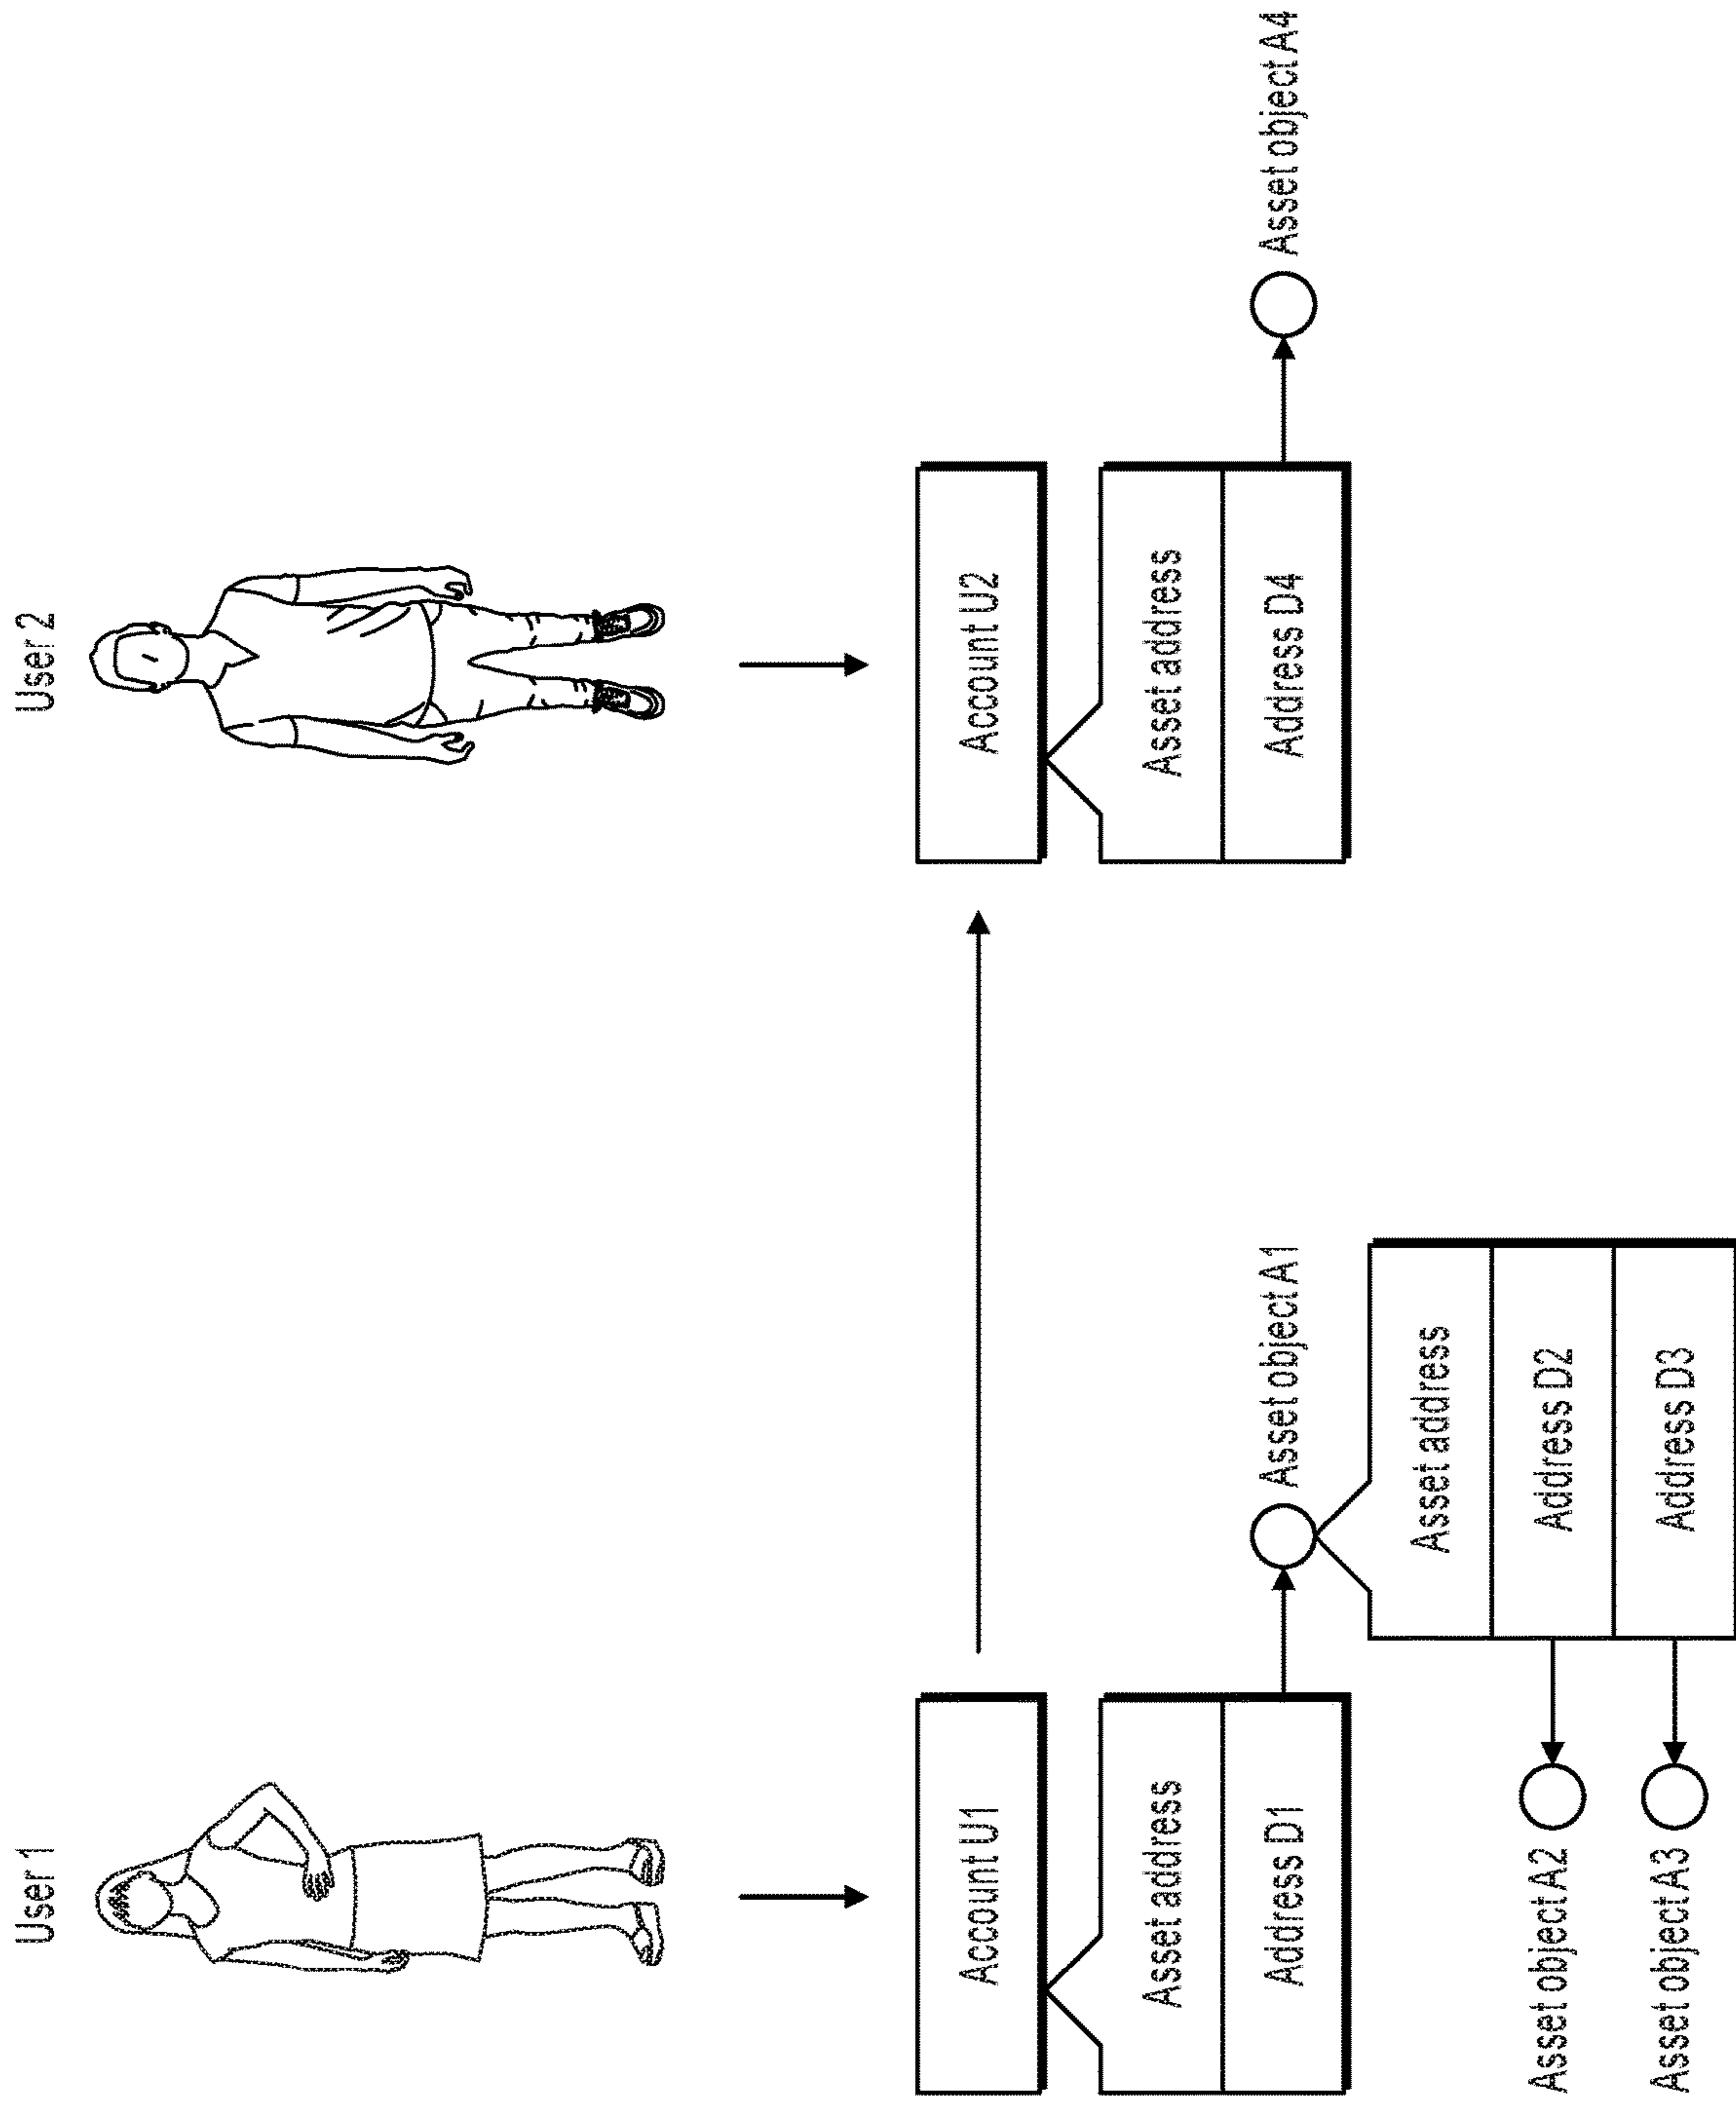 User 1
User 2
Account U1
Account U2
Asset address
Address D1
Asset object A1
Asset address
Address D4
Asset object A4
Asset address
Address D2
Address D3
Asset object A2
Asset object A3